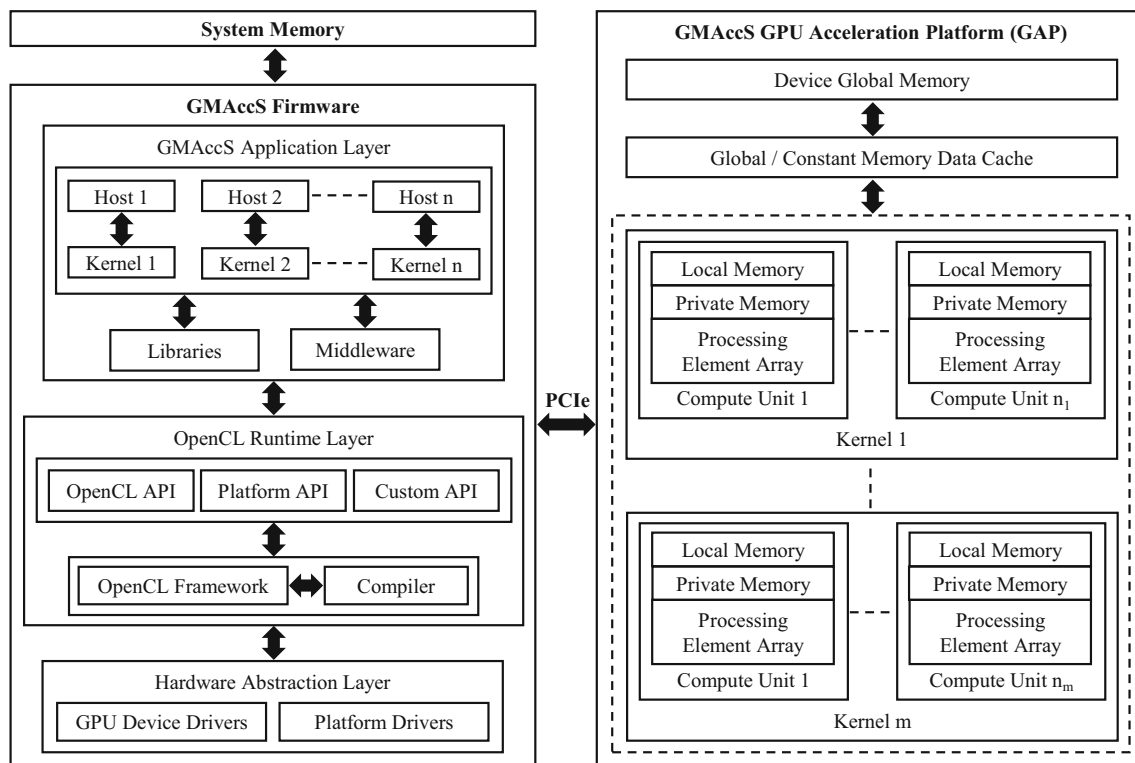 System Memory
GMAccS Firmware
GMAccS Application Layer
Host 1
Host 2
Host n
Kernel 1
Kernel 2
Kernel n
Libraries
Middleware
OpenCL Runtime Layer
OpenCL API
Platform API
Custom API
OpenCL Framework
Compiler
Hardware Abstraction Layer
GPU Device Drivers
Platform Drivers
PCIe
GMAccS GPU Acceleration Platform (GAP)
Device Global Memory
Global / Constant Memory Data Cache
Local Memory
Private Memory
Processing
Element Array
Compute Unit 1
Local Memory
Private Memory
Processing
Element Array
Compute Unit n1
Kernel 1
Local Memory
Private Memory
Processing
Element Array
Compute Unit 1
Local Memory
Private Memory
Processing
Element Array
Compute Unit nm
Kernel m